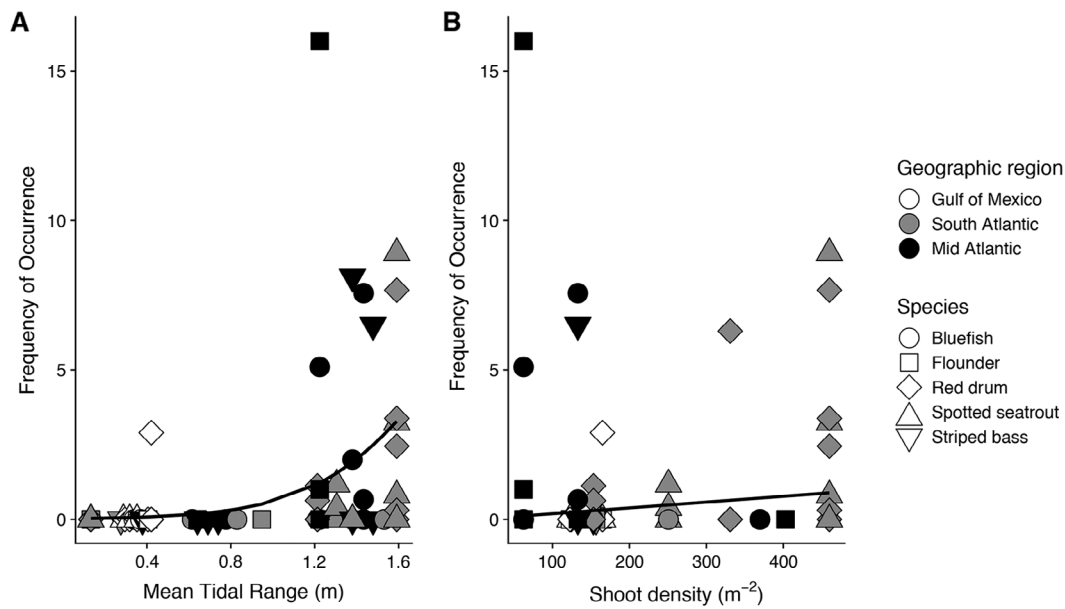 A
B
Frequency of Occurrence
15
10
5
0
0.4
0.8
1.2
1.6
Mean Tidal Range (m)
Frequency of Occurrence
15
10
5
0
100
200
300
400
Shoot density (m⁻²)
Geographic region
Gulf of Mexico
South Atlantic
Mid Atlantic
Species
Bluefish
Flounder
Red drum
Spotted seatrout
Striped bass